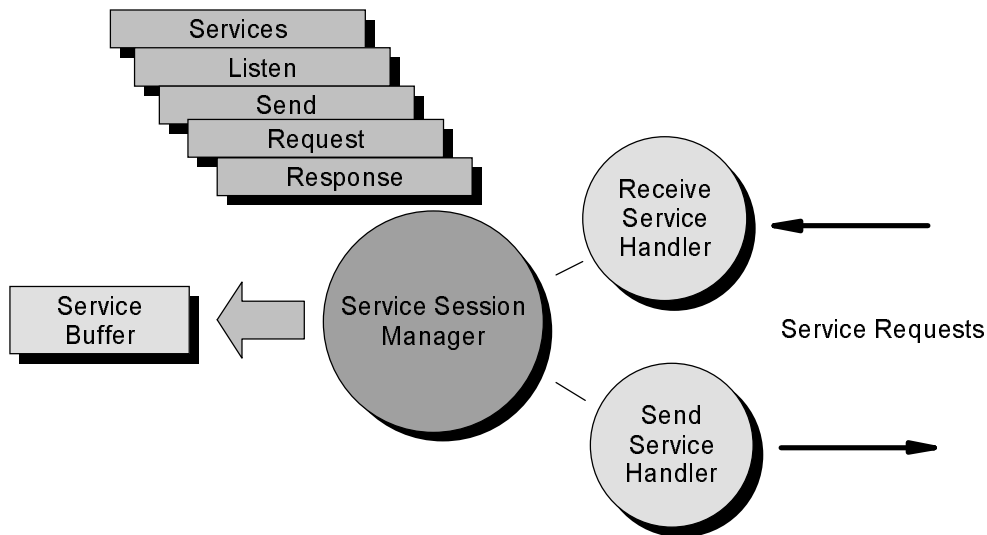 Services
Listen
Send
Request
Response
Receive
Service
Handler
Service Session
Manager
Service
Buffer
Service Requests
Send
Service
Handler